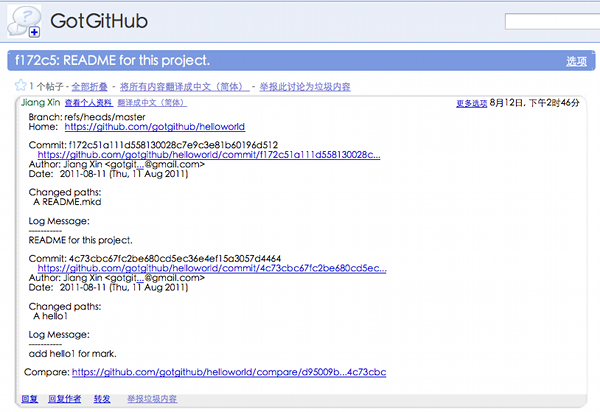 GotGitHub
f172c5: README for this project.
选项
1 个帖子 - 全部折叠 - 将所有内容翻译成中文（简体） - 举报此讨论为垃圾内容
Jiang Xin 查看个人资料 翻译成中文（简体） 更多选项 8月12日, 下午2时46分
Branch: refs/heads/master
Home: https://github.com/gotgithub/helloworld
Commit: f172c51a111d558130028c7e9c3e81b60196d512
https://github.com/gotgithub/helloworld/commit/f172c51a111d558130028c...
Author: Jiang Xin <gotgit...@gmail.com>
Date: 2011-08-11 (Thu, 11 Aug 2011)
Changed paths:
A README.mkd
Log Message:
-----------
README for this project.
Commit: 4c73cbc67fc2be680cd5ec36e4ef15a3057d4464
https://github.com/gotgithub/helloworld/commit/4c73cbc67fc2be680cd5ec...
Author: Jiang Xin <gotgit...@gmail.com>
Date: 2011-08-11 (Thu, 11 Aug 2011)
Changed paths:
A hello1
Log Message:
-----------
add hello1 for mark.
Compare: https://github.com/gotgithub/helloworld/compare/d95009b...4c73cbc
回复 回复作者 转发 举报垃圾内容